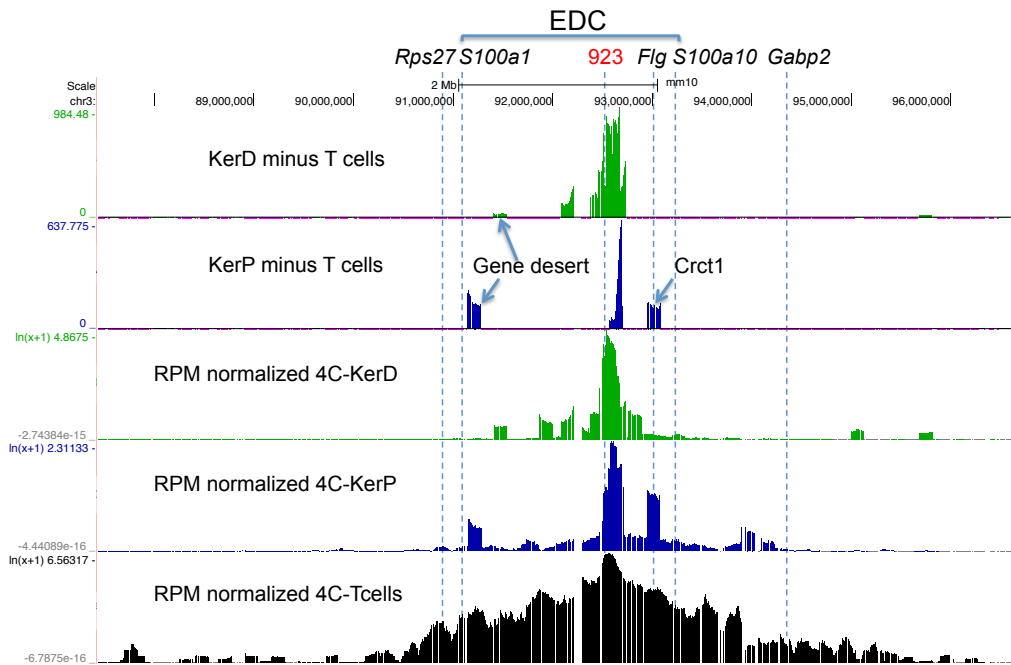 EDC
Rps27 S100a1 923 Flg S100a10 Gabp2
Scale 2 Mb mm10
chr3: 89,000,000 90,000,000 91,000,000 92,000,000 93,000,000 94,000,000 95,000,000 96,000,000
984.48
KerD minus T cells
0
637.775
KerP minus T cells
Gene desert
Crct1
0
ln(x+1) 4.8675
RPM normalized 4C-KerD
-2.74384e-15
ln(x+1) 2.31133
RPM normalized 4C-KerP
-4.44089e-16
ln(x+1) 6.56317
RPM normalized 4C-Tcells
-6.7875e-16